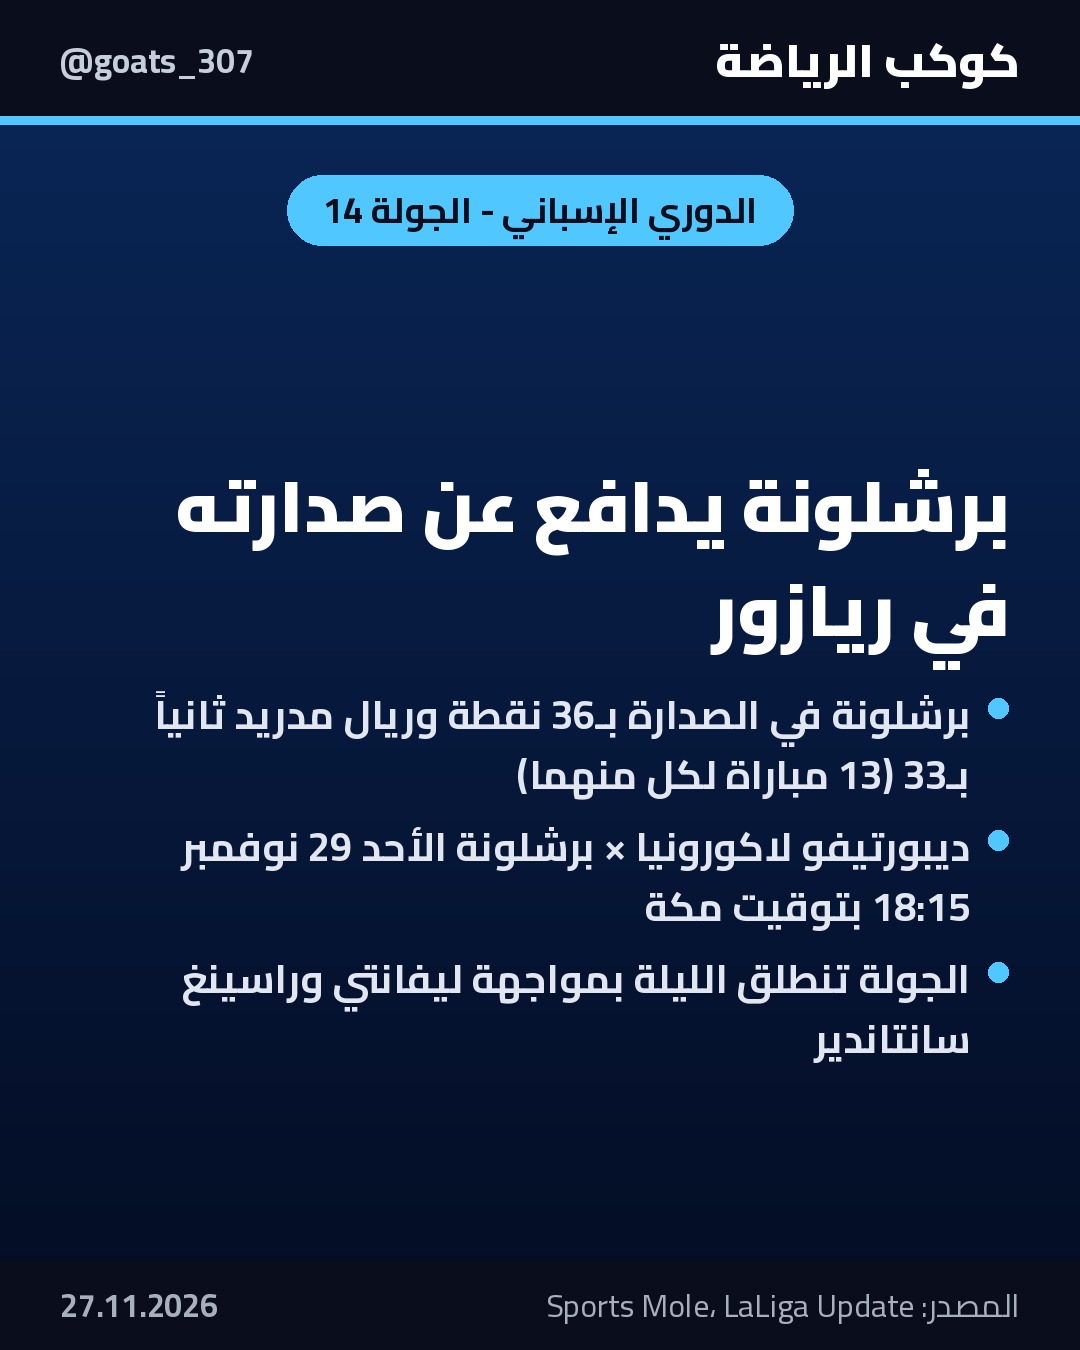 كوكب الرياضة
@goats_307
الدوري الإسباني - الجولة 14
برشلونة يدافع عن صدارته
في ريازور
برشلونة في الصدارة بـ36 نقطة وريال مدريد ثانياً
بـ33 (13 مباراة لكل منهما)
ديبورتيفو لاكورونيا × برشلونة الأحد 29 نوفمبر
18:15 بتوقيت مكة
الجولة تنطلق الليلة بمواجهة ليفانتي وراسينغ
سانتاندير
المصدر: Sports Mole، LaLiga Update
27.11.2026